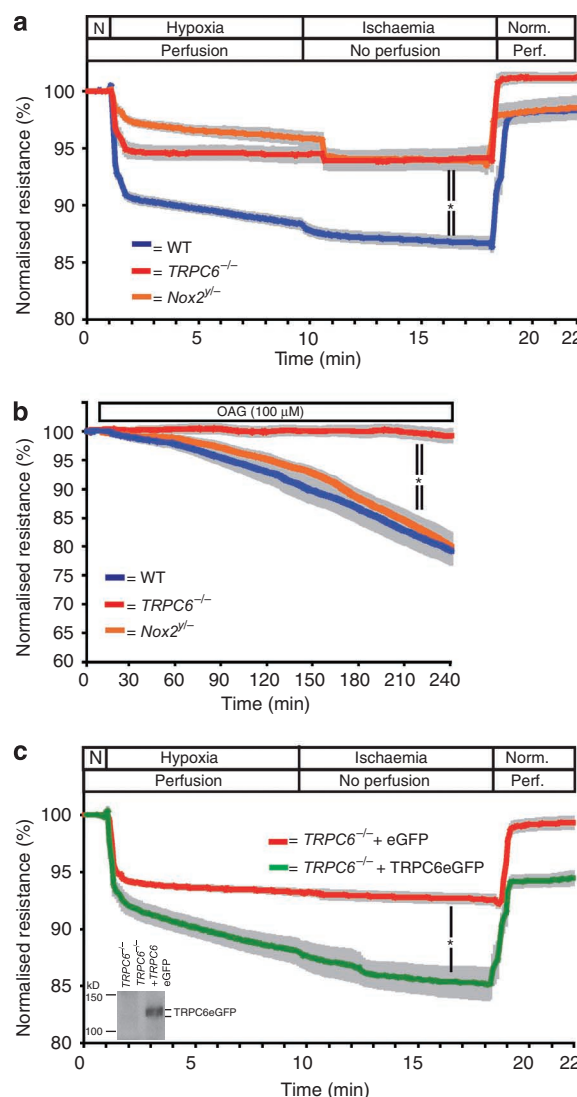 a
N Hypoxia Ischaemia Norm.
Perfusion No perfusion Perf.
Normalised resistance (%)
100
95
90
85
80
*
= WT
= TRPC6–/–
= Nox2y/–
0 5 10 15 20 22
Time (min)
b
OAG (100 µM)
Normalised resistance (%)
100
95
90
85
80
75
70
65
60
*
= WT
= TRPC6–/–
= Nox2y/–
30 60 90 120 150 180 210 240
Time (min)
c
N Hypoxia Ischaemia Norm.
Perfusion No perfusion Perf.
Normalised resistance (%)
100
95
90
85
80
= TRPC6–/– + eGFP
= TRPC6–/– + TRPC6eGFP
*
kD
150
100
TRPC6–/–
TRPC6–/–
+TRPC6
eGFP
TRPC6eGFP
0 5 10 15 20 22
Time (min)